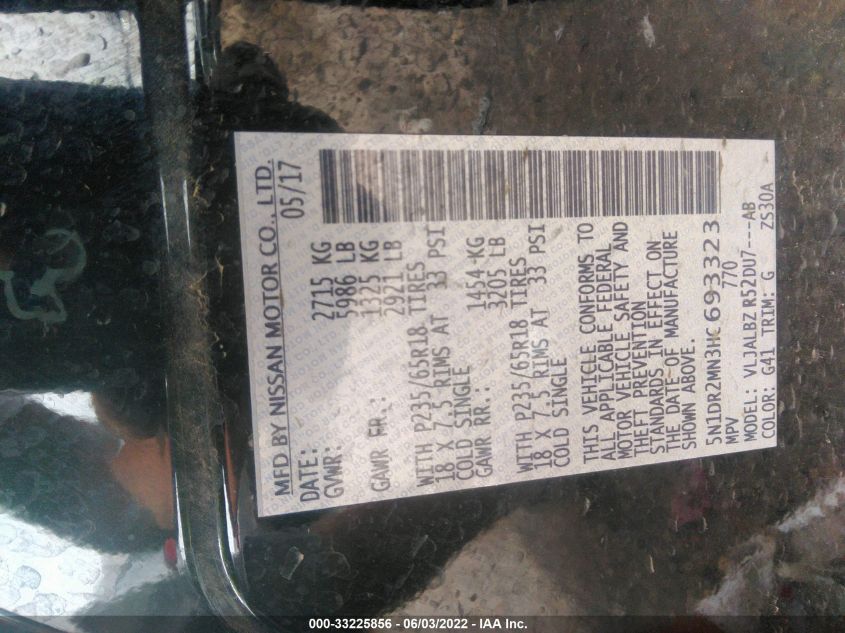 MFD BY NISSAN MOTOR CO., LTD.
DATE: 05/17
GVWR: 2715 KG
5986 LB
GAWR FR.: 1325 KG
2921 LB
WITH P235/65R18 TIRES
18 X 7.5 RIMS AT 33 PSI
COLD SINGLE
GAWR RR.: 1454 KG
3205 LB
WITH P235/65R18 TIRES
18 X 7.5 RIMS AT 33 PSI
COLD SINGLE
THIS VEHICLE CONFORMS TO
ALL APPLICABLE FEDERAL
MOTOR VEHICLE SAFETY AND
THEFT PREVENTION
STANDARDS IN EFFECT ON
THE DATE OF MANUFACTURE
SHOWN ABOVE.
5N1DR2MN3HC693323
MPV 770
MODEL: VLJALBZ R52DU7---AB
COLOR: G41 TRIM: G ZS30A
000-33225856 - 06/03/2022 - IAA Inc.